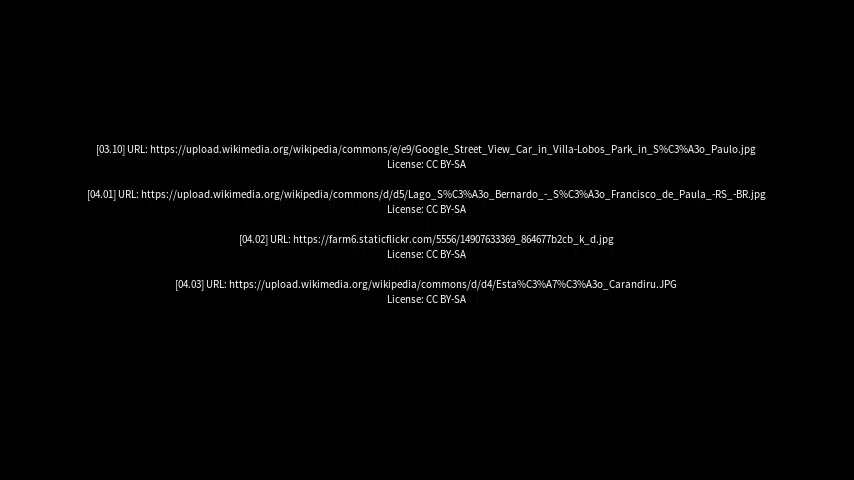 [03.10] URL: https://upload.wikimedia.org/wikipedia/commons/e/e9/Google_Street_View_Car_in_Villa-Lobos_Park_in_S%C3%A3o_Paulo.jpg
License: CC BY-SA
[04.01] URL: https://upload.wikimedia.org/wikipedia/commons/d/d5/Lago_S%C3%A3o_Bernardo_-_S%C3%A3o_Francisco_de_Paula_-RS_-BR.jpg
License: CC BY-SA
[04.02] URL: https://farm6.staticflickr.com/5556/14907633369_864677b2cb_k_d.jpg
License: CC BY-SA
[04.03] URL: https://upload.wikimedia.org/wikipedia/commons/d/d4/Esta%C3%A7%C3%A3o_Carandiru.JPG
License: CC BY-SA